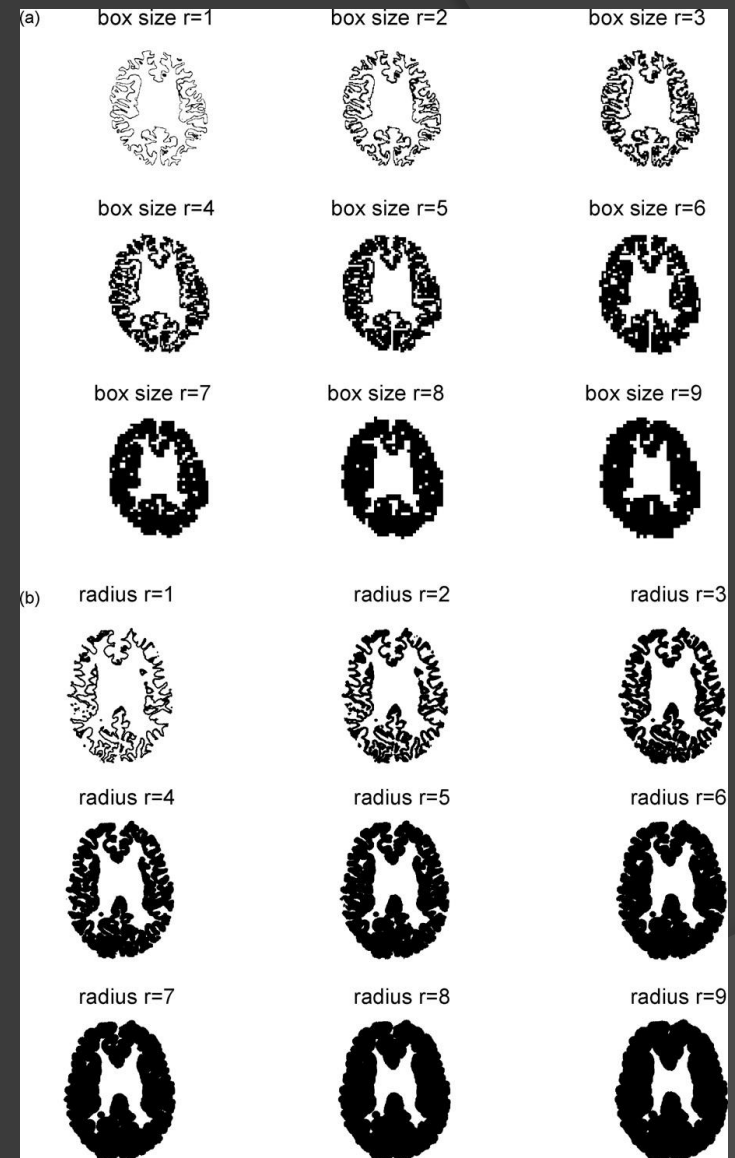 (a) box size r=1 box size r=2 box size r=3
box size r=4 box size r=5 box size r=6
box size r=7 box size r=8 box size r=9
(b) radius r=1 radius r=2 radius r=3
radius r=4 radius r=5 radius r=6
radius r=7 radius r=8 radius r=9